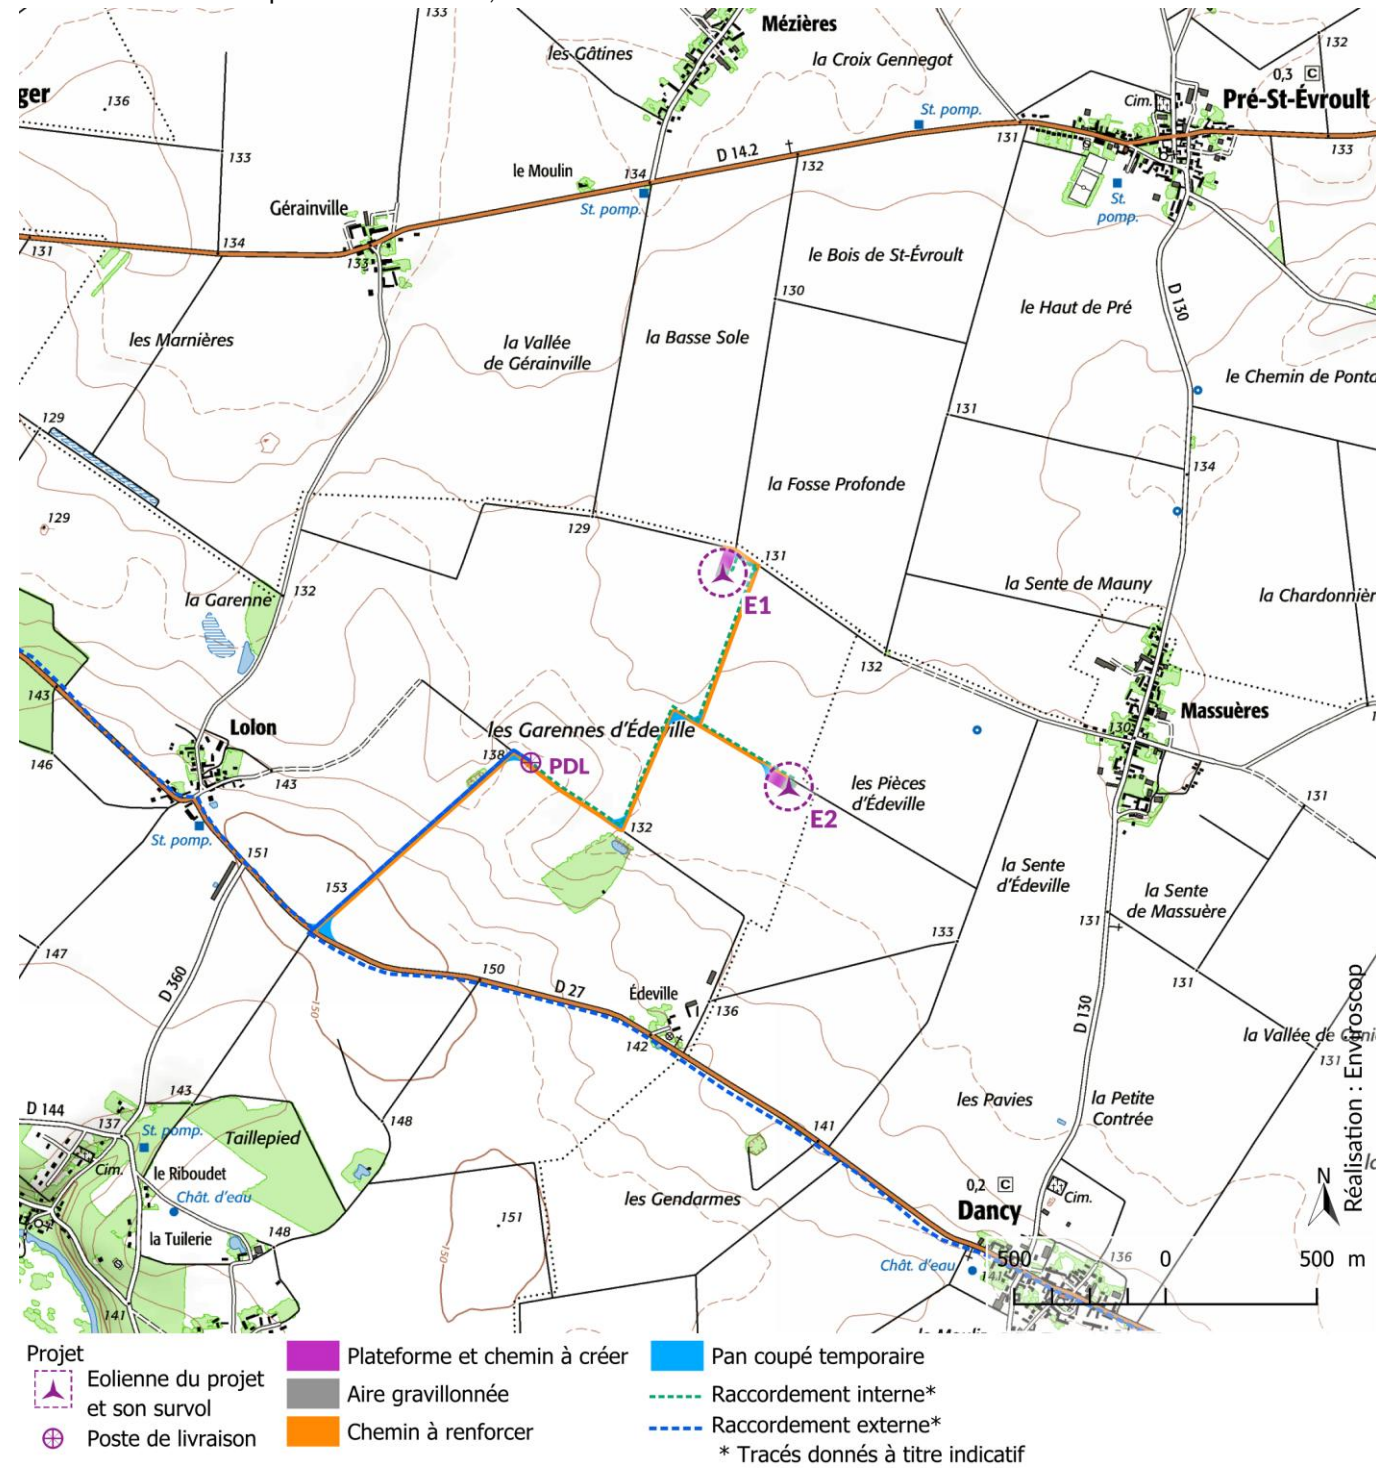 Mézières
133
les Gâtines
la Croix Gennegot
132
0,3 C
ger
136
Cim.
Pré-St-Évroult
St. pomp.
131
D 14.2
133
132
133
le Moulin
134
St. pomp.
St.
pomp.
Gérainville
131
134
133
le Bois de St-Évroult
D 130
130
le Haut de Pré
les Marnières
la Vallée
de Gérainville
la Basse Sole
le Chemin de Ponta
129
131
134
la Fosse Profonde
129
129
131
la Sente de Mauny
132
la Garenne
E1
la Chardonnièr
132
143
Lolon
les Garennes d'Édeville
Massuères
130
138
PDL
146
143
les Pièces
d'Édeville
131
E2
132
St. pomp.
151
la Sente
d'Édeville
153
la Sente
de Massuère
131
133
147
150
131
D 360
D 27
Édeville
150
136
D 130
142
la Vallée de
131
143
les Pavies
la Petite
Contrée
D 144
137
St. pomp.
Taillepied
148
141
Cim.
le Riboudet
Chât. d'eau
les Gendarmes
0,2 C
Cim.
Dancy
la Tuilerie
148
151
150
Chât. d'eau
141
136
141
N
500 0 500 m
Réalisation : Enviroscop
Projet
Eolienne du projet
et son survol
Poste de livraison
Plateforme et chemin à créer
Aire gravillonnée
Chemin à renforcer
Pan coupé temporaire
Raccordement interne*
Raccordement externe*
* Tracés donnés à titre indicatif